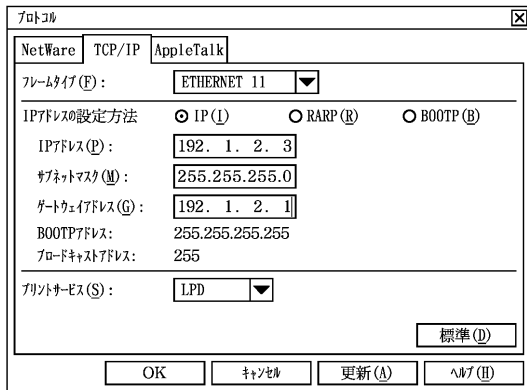 プロトコル
NetWare TCP/IP AppleTalk
フレームタイプ(F): ETHERNET 11
IPアドレスの設定方法 IP(I) RARP(R) BOOTP(B)
IPアドレス(P): 192. 1. 2. 3
サブネットマスク(M): 255.255.255.0
ゲートウェイアドレス(G): 192. 1. 2. 1
BOOTPアドレス: 255.255.255.255
ブロードキャストアドレス: 255
プリントサービス(S): LPD
標準(D)
OK キャンセル 更新(A) ヘルプ(H)